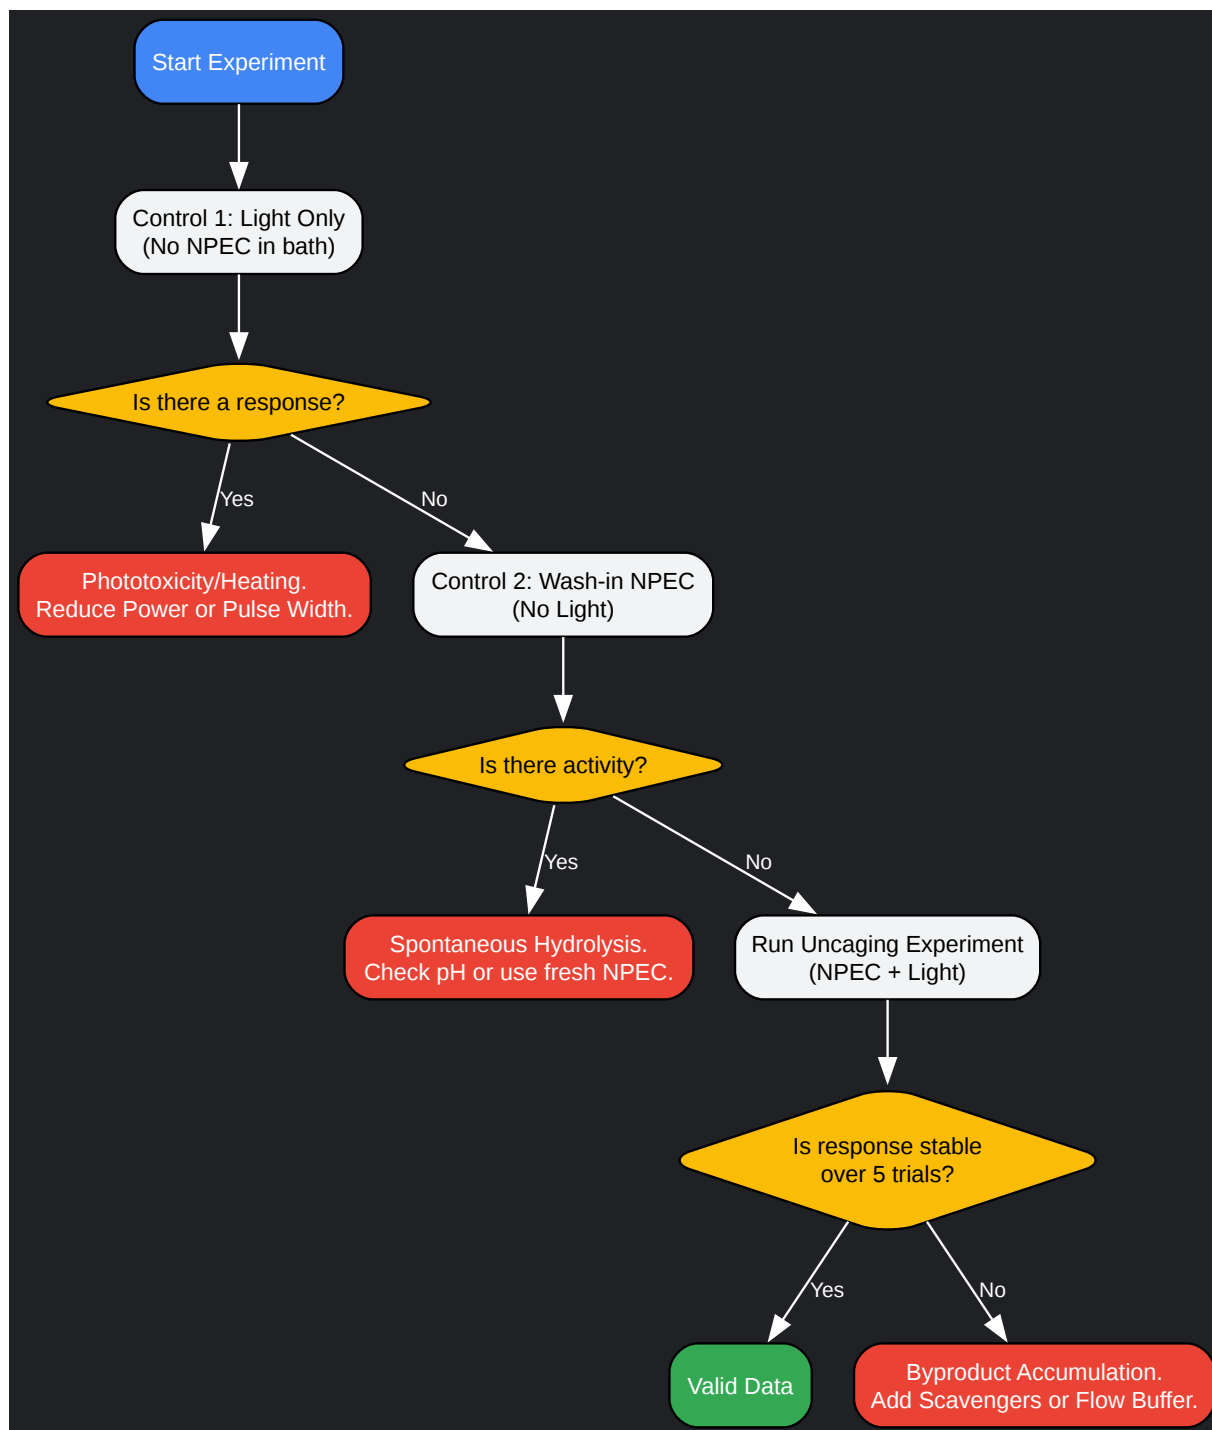 Start Experiment
Control 1: Light Only
(No NPEC in bath)
Is there a response?
Yes
No
Phototoxicity/Heating.
Reduce Power or Pulse Width.
Control 2: Wash-in NPEC
(No Light)
Is there activity?
Yes
No
Spontaneous Hydrolysis.
Check pH or use fresh NPEC.
Run Uncaging Experiment
(NPEC + Light)
Is response stable
over 5 trials?
Yes
No
Valid Data
Byproduct Accumulation.
Add Scavengers or Flow Buffer.